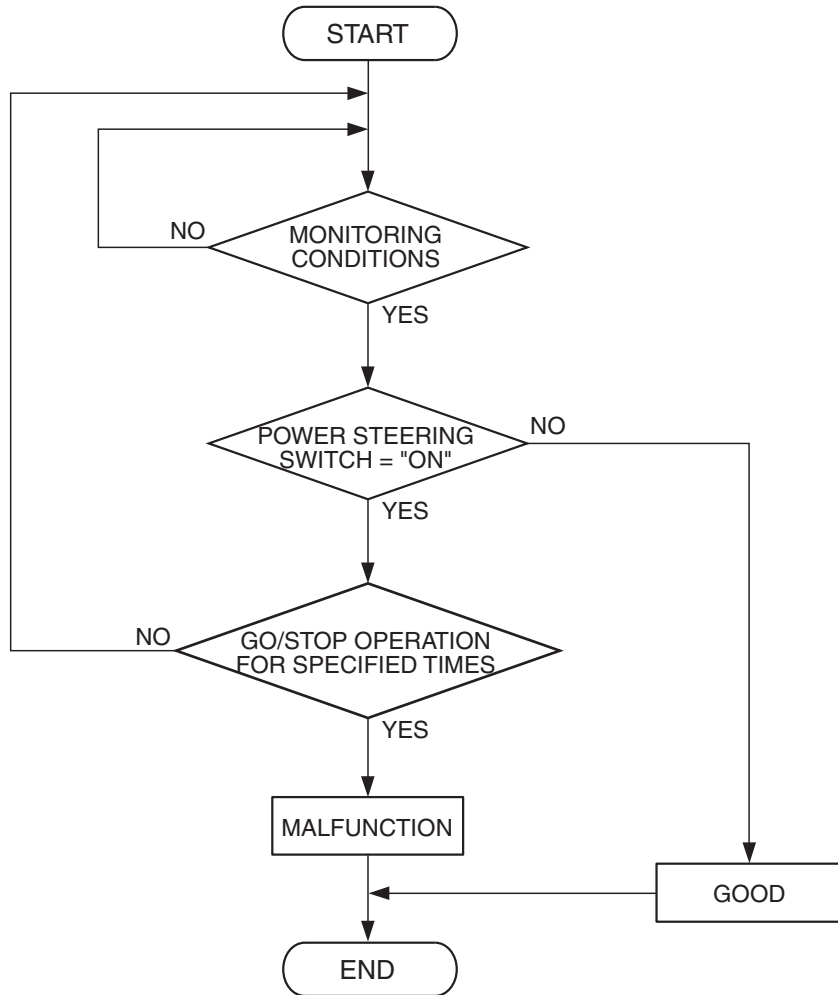 START
NO
MONITORING
CONDITIONS
YES
POWER STEERING
SWITCH = "ON"
NO
YES
NO
GO/STOP OPERATION
FOR SPECIFIED TIMES
YES
MALFUNCTION
GOOD
END